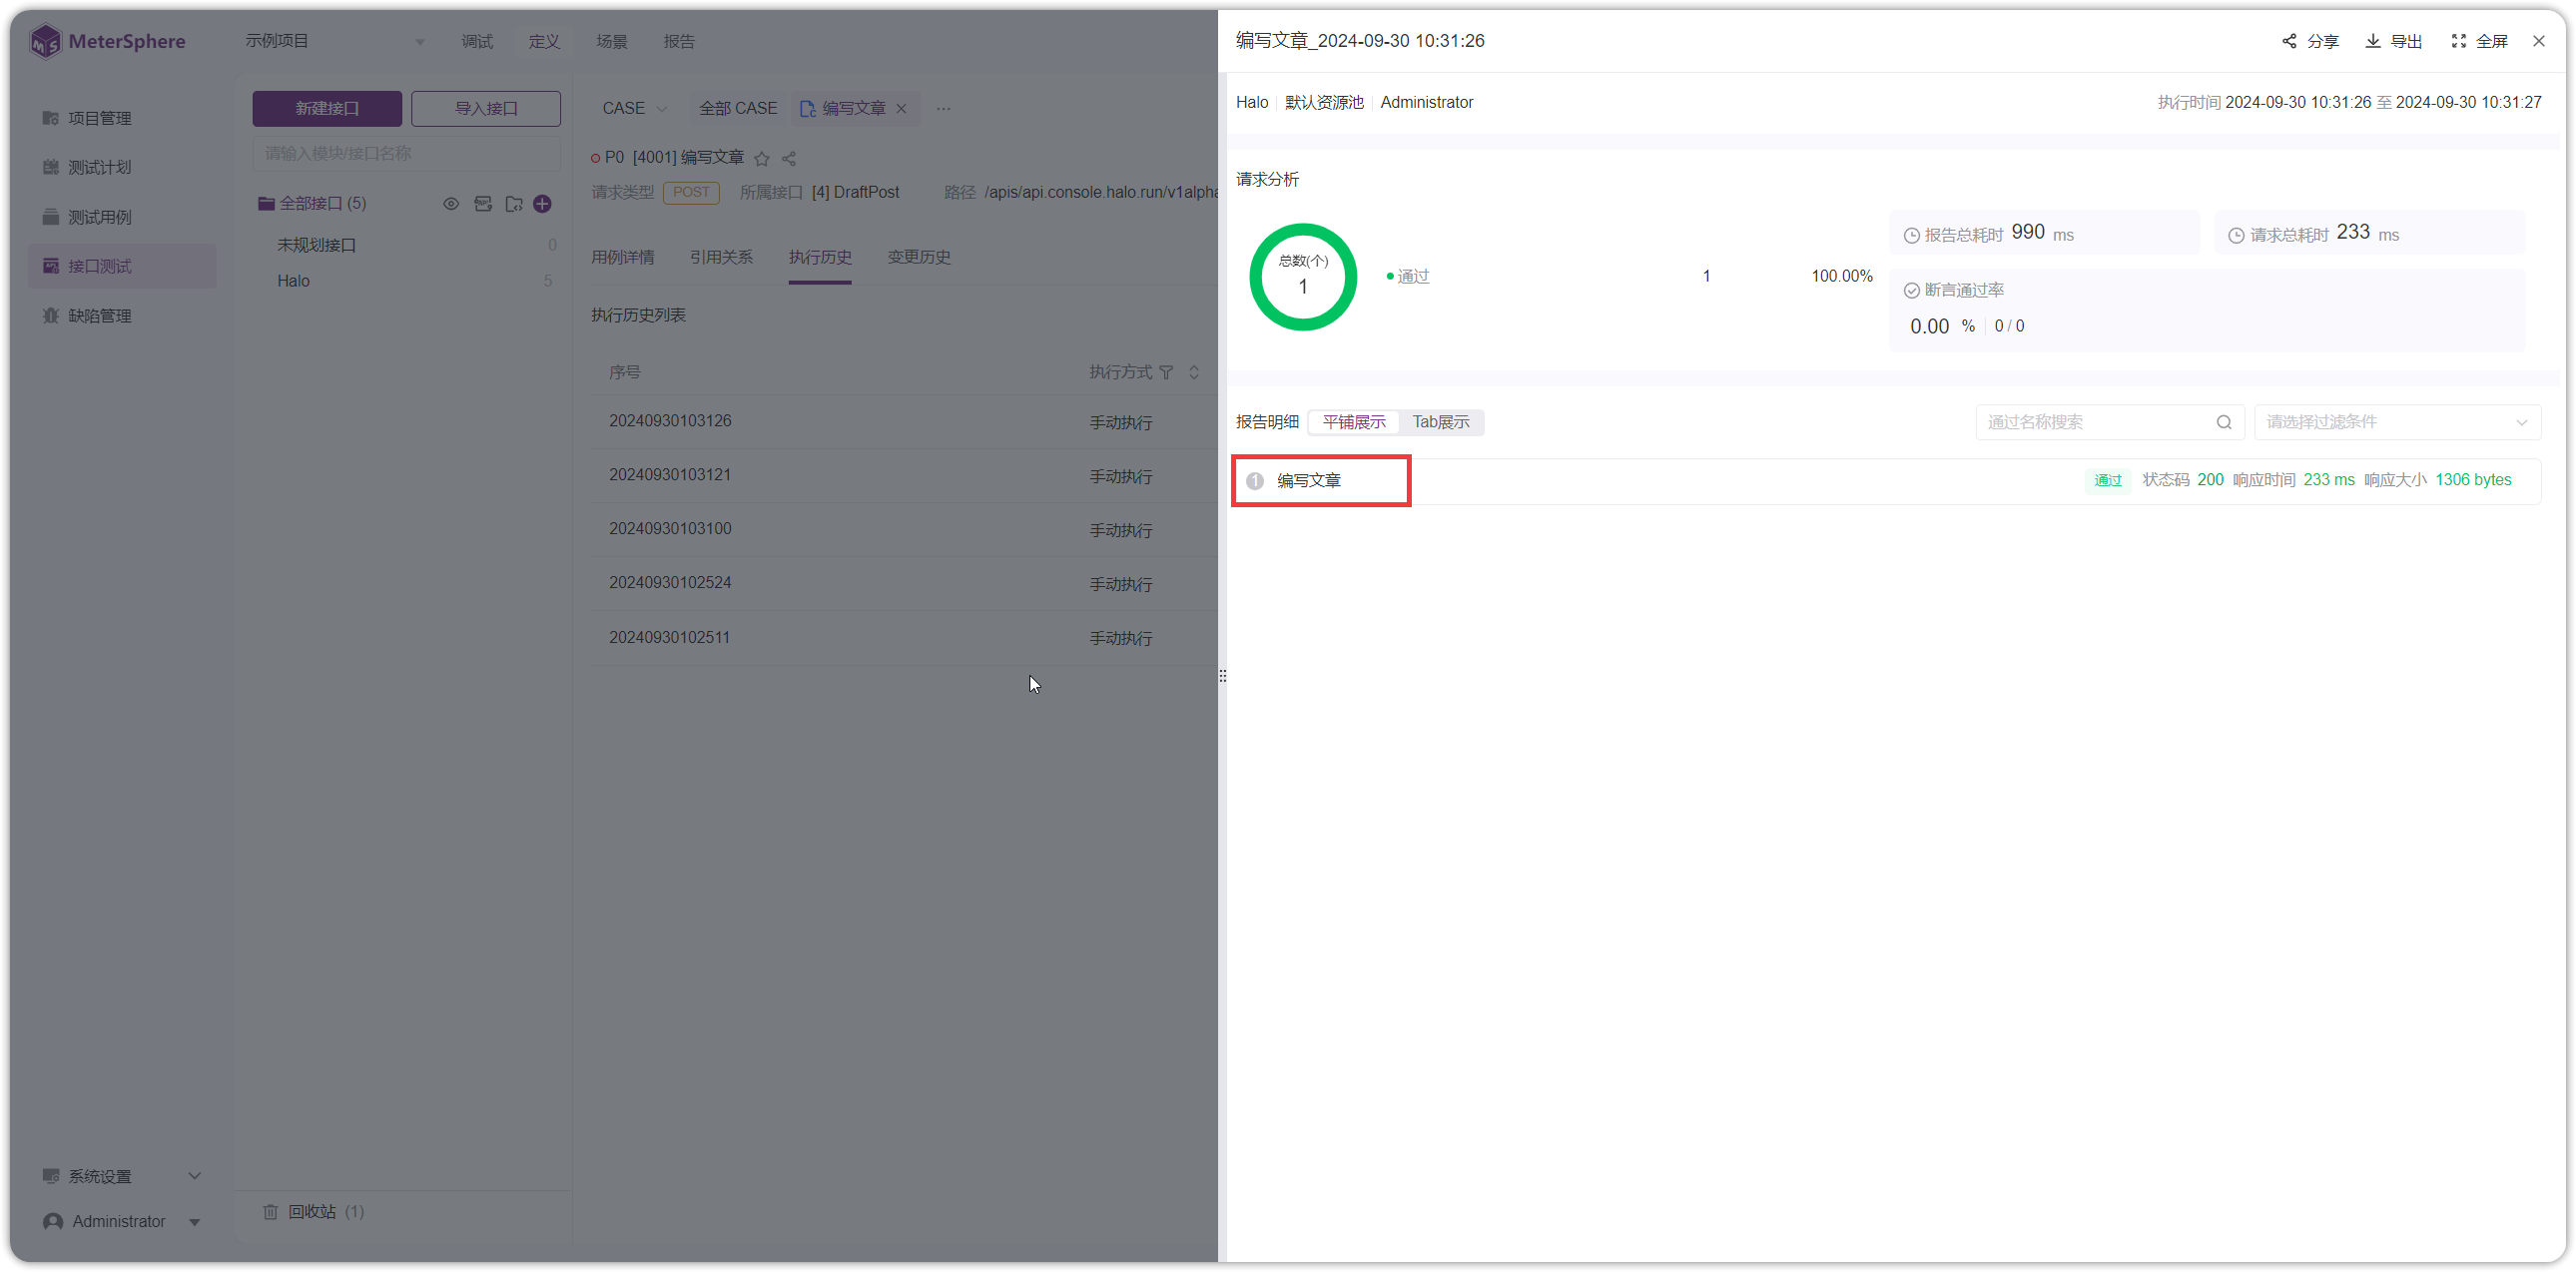 MeterSphere
示例项目
调试
定义
场景
报告
项目管理
测试计划
测试用例
接口测试
缺陷管理
系统设置
Administrator
新建接口
导入接口
请输入模块/接口名称
全部接口 (5)
未规划接口 0
Halo 5
回收站 (1)
CASE
全部 CASE
编写文章
P0 [4001] 编写文章
请求类型 POST 所属接口 [4] DraftPost 路径 /apis/api.console.halo.run/v1alpha
用例详情 引用关系 执行历史 变更历史
执行历史列表
序号 执行方式
20240930103126 手动执行
20240930103121 手动执行
20240930103100 手动执行
20240930102524 手动执行
20240930102511 手动执行
编写文章_2024-09-30 10:31:26
分享 导出 全屏
Halo 默认资源池 Administrator
执行时间 2024-09-30 10:31:26 至 2024-09-30 10:31:27
请求分析
总数(个)
1
通过 1 100.00%
报告总耗时 990 ms
请求总耗时 233 ms
断言通过率
0.00 % 0 / 0
报告明细 平铺展示 Tab展示
通过名称搜索
请选择过滤条件
1 编写文章
通过 状态码 200 响应时间 233 ms 响应大小 1306 bytes